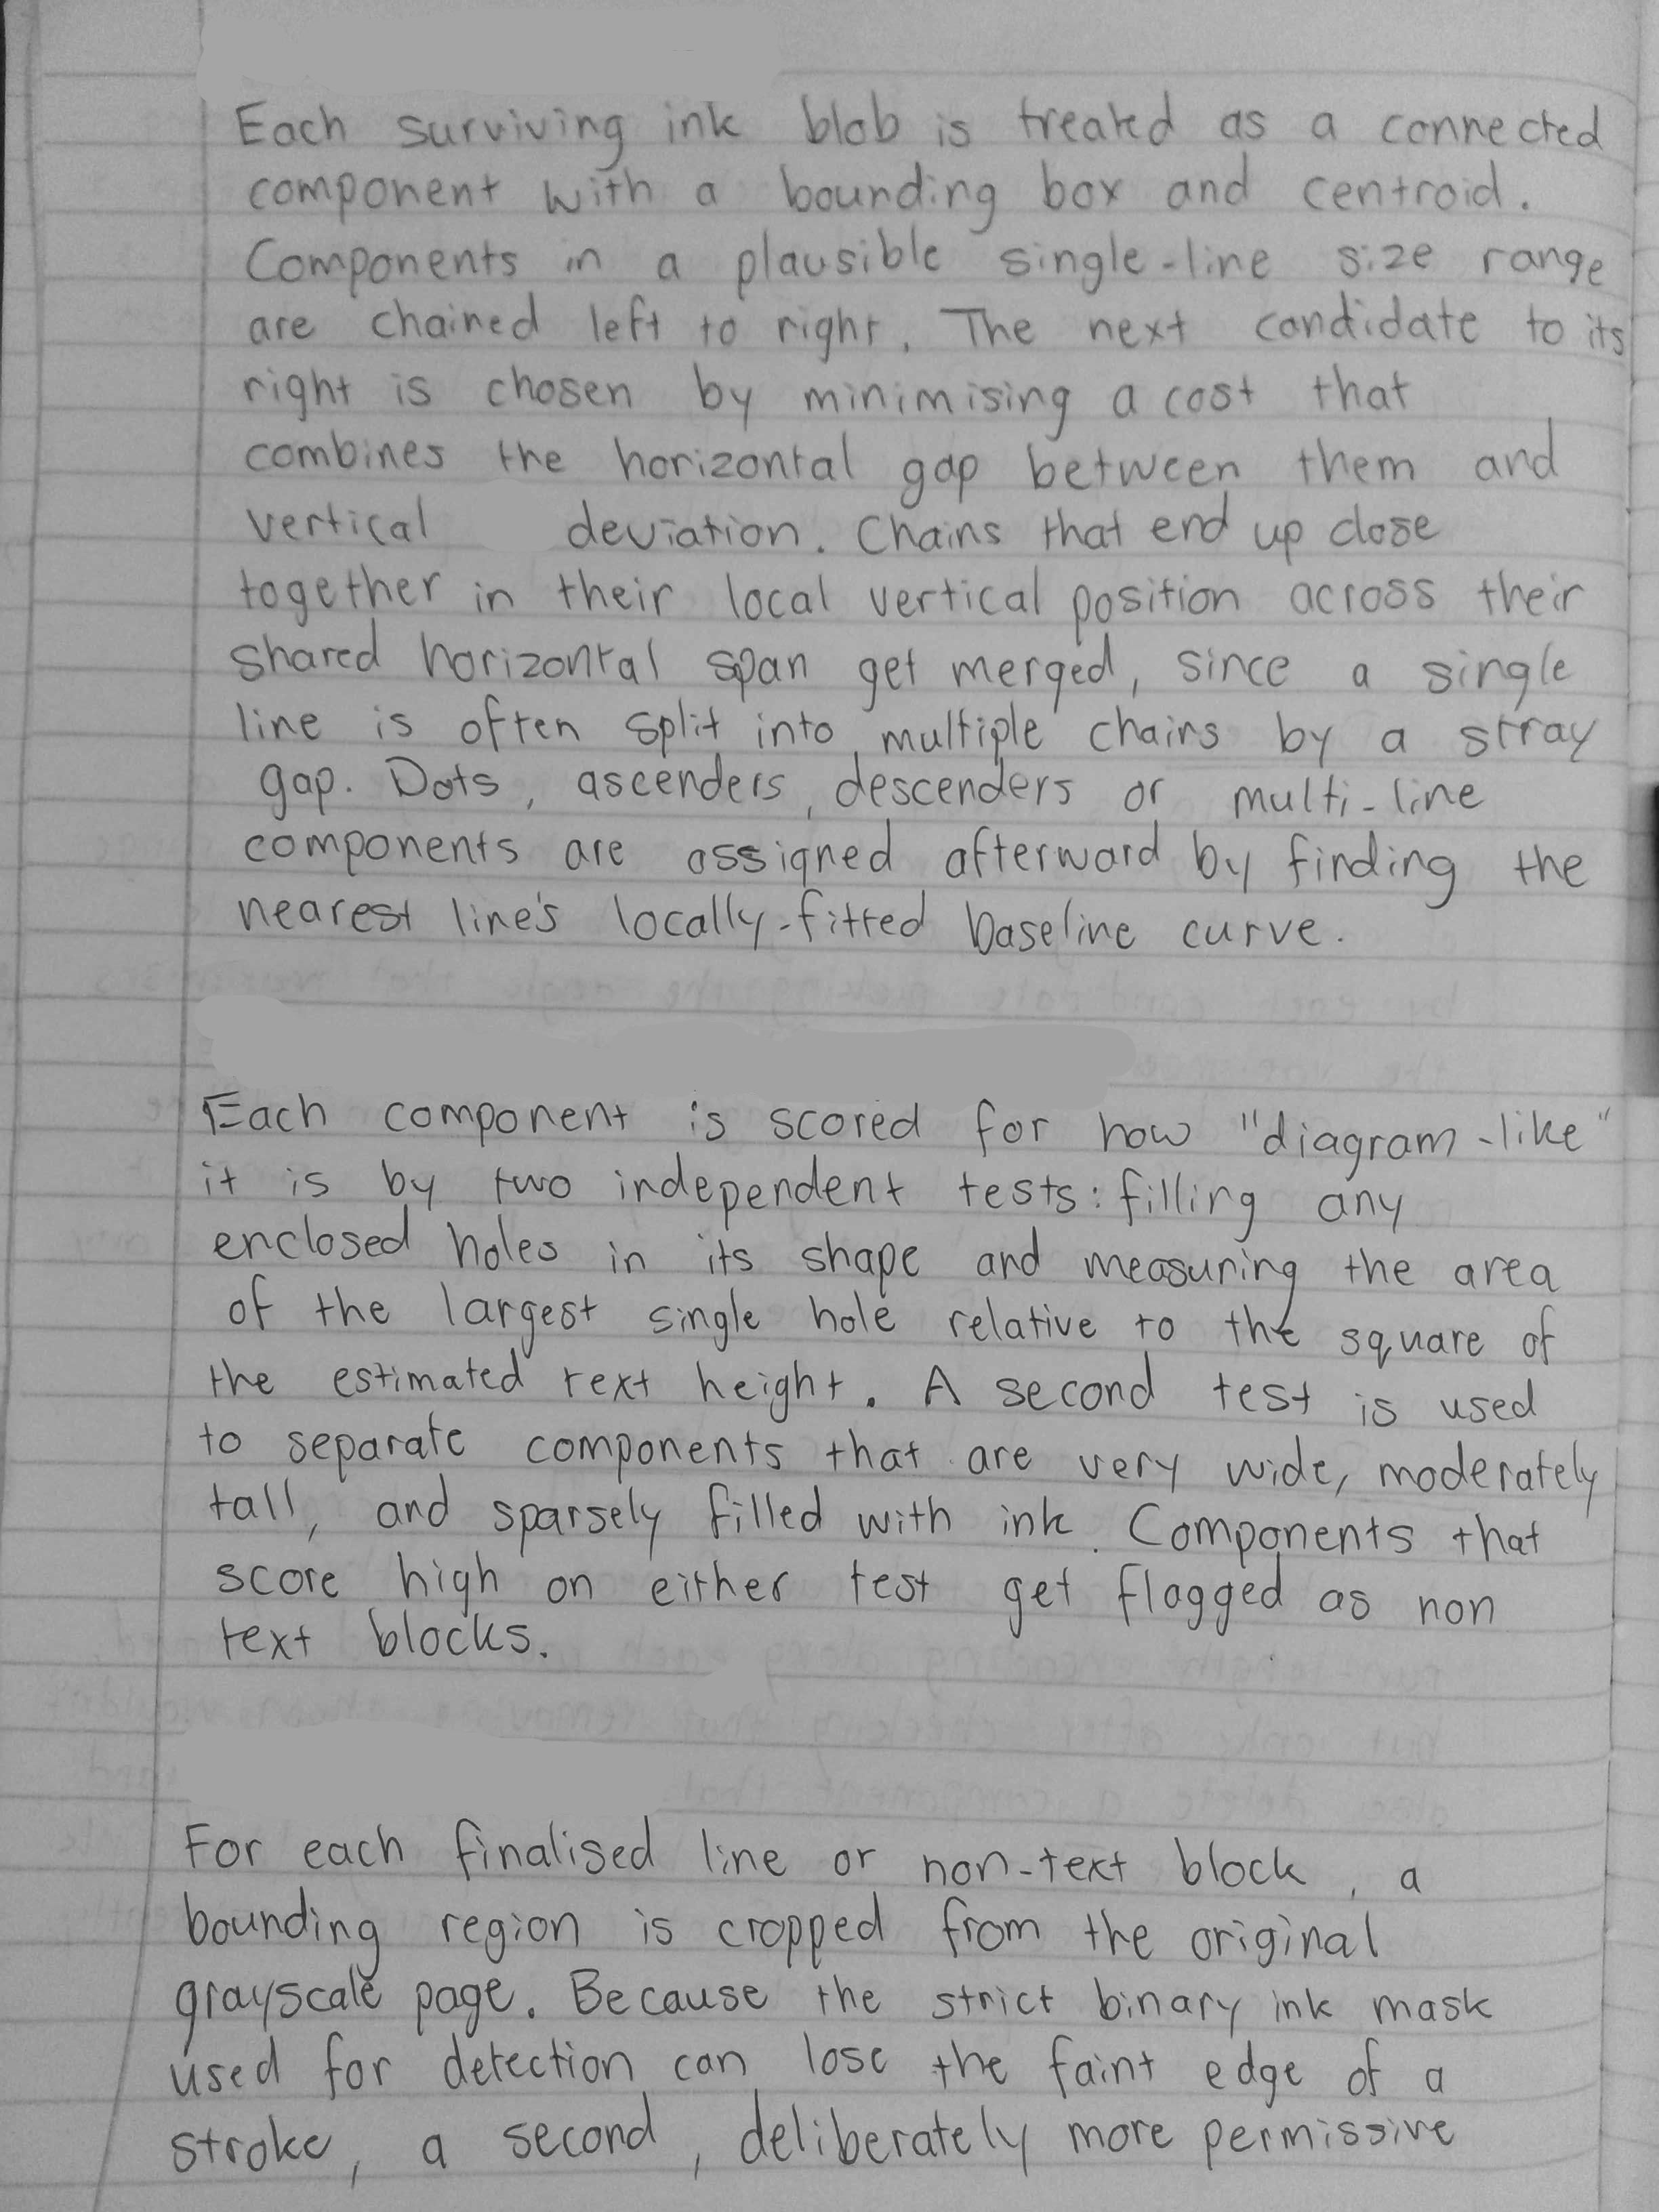 Each surviving ink blob is treated as a connected
component with a bounding box and centroid.
Components in a plausible single-line size range
are chained left to right. The next candidate to its
right is chosen by minimising a cost that
combines the horizontal gap between them and
vertical deviation. Chains that end up close
together in their local vertical position across their
shared horizontal span get merged, since a single
line is often split into multiple chains by a stray
gap. Dots, ascenders, descenders or multi-line
components are assigned afterward by finding the
nearest line's locally-fitted baseline curve.
Each component is scored for how "diagram-like"
it is by two independent tests: filling any
enclosed holes in its shape and measuring the area
of the largest single hole relative to the square of
the estimated text height. A second test is used
to separate components that are very wide, moderately
tall, and sparsely filled with ink. Components that
score high on either test get flagged as non
text blocks.
For each finalised line or non-text block, a
bounding region is cropped from the original
grayscale page. Because the strict binary ink mask
used for detection can lose the faint edge of a
stroke, a second, deliberately more permissive